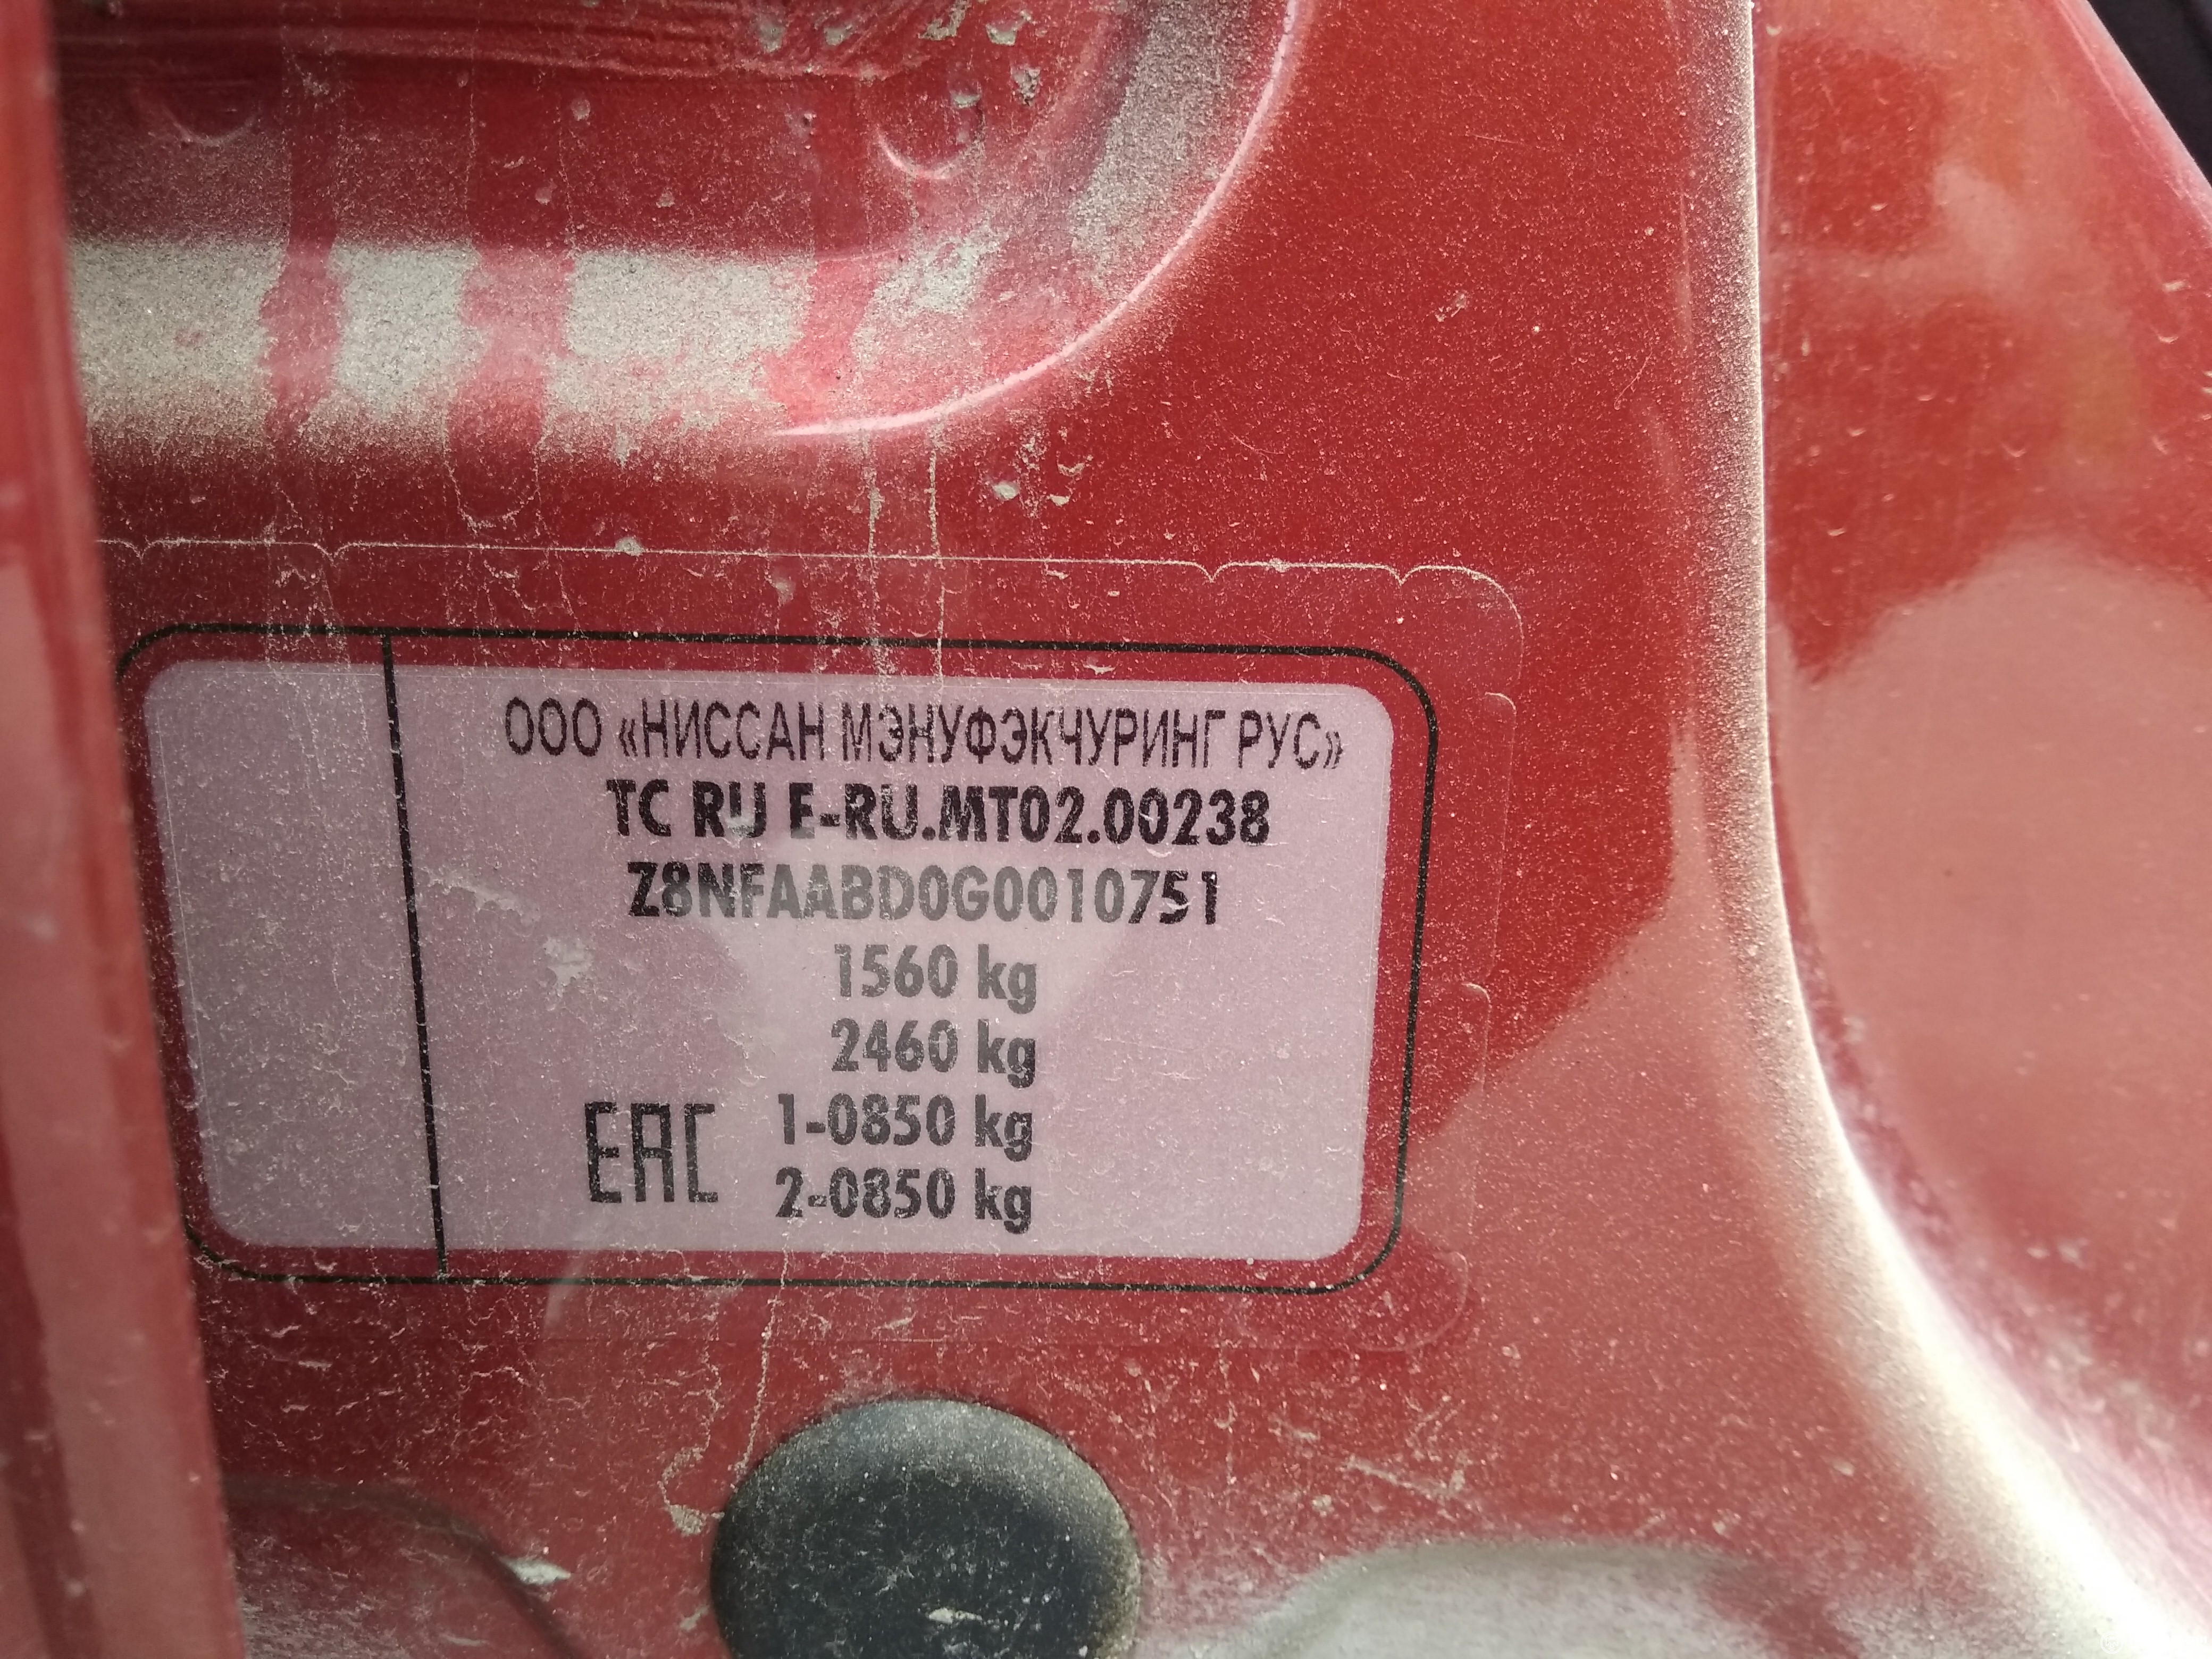 ООО «НИССАН МЭНУФЭКЧУРИНГ РУС»
TC RU E-RU.MT02.00238
Z8NFAABD0G0010751
1560 kg
2460 kg
EAC 1-0850 kg
2-0850 kg